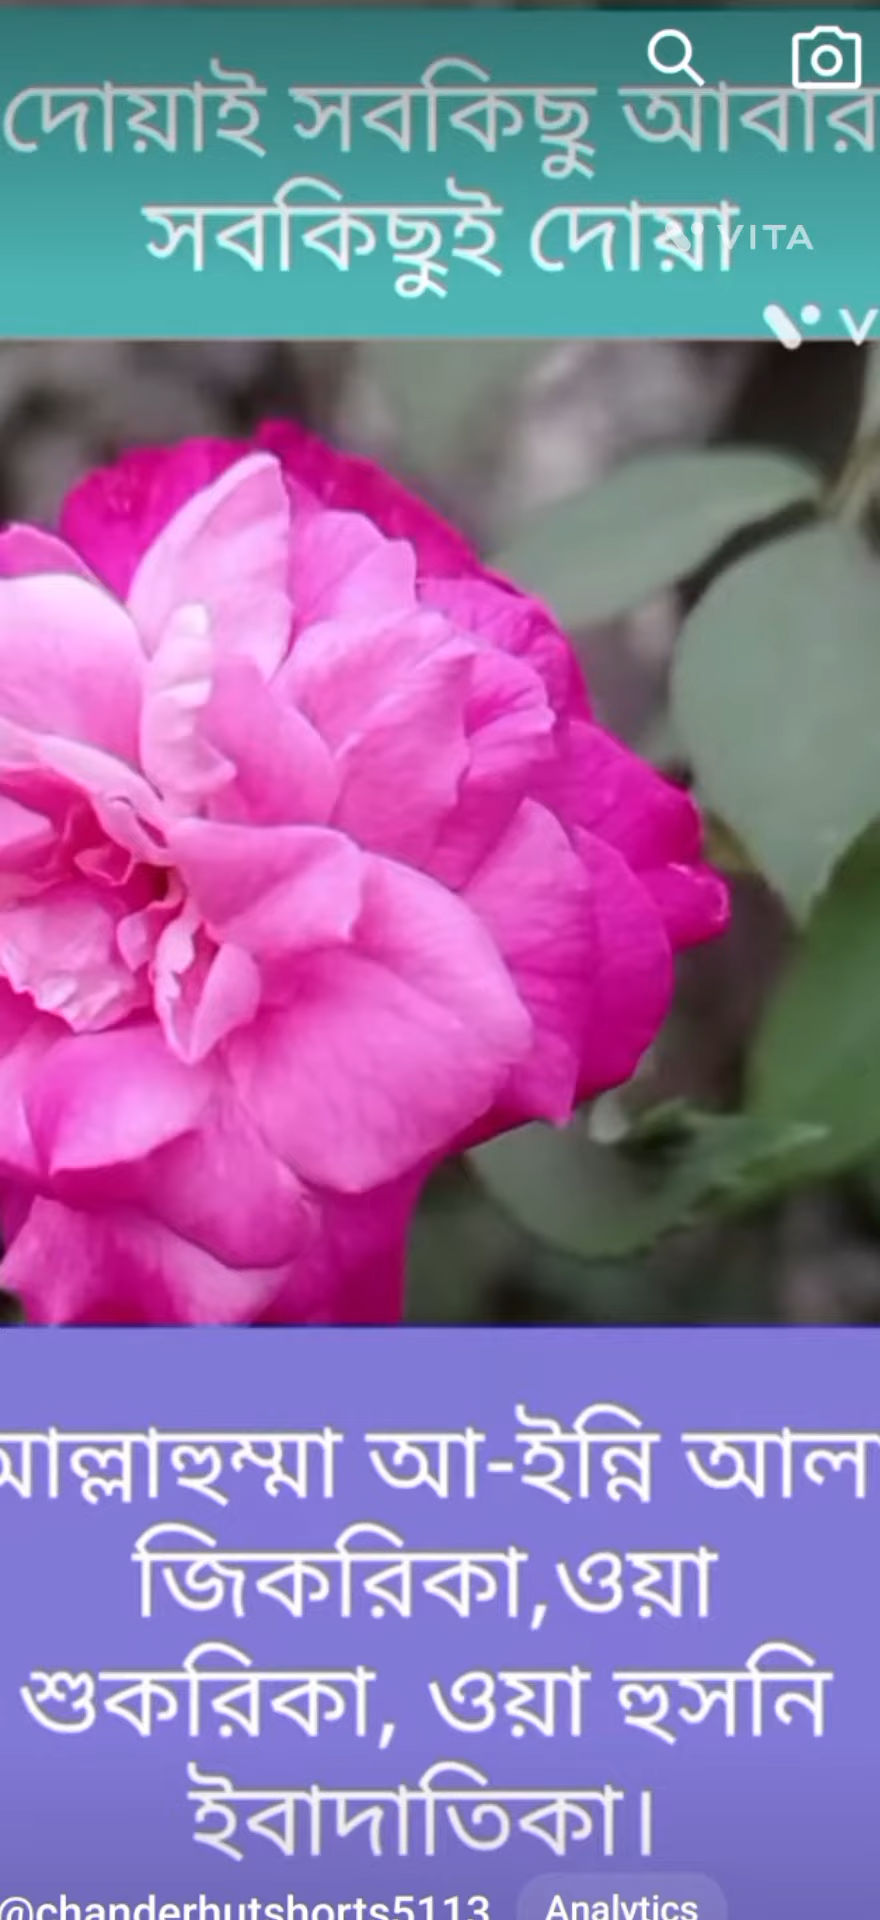 দোয়াই সবকিছু আবার
সবকিছুই দোয়া
VITA
V
আল্লাহুম্মা আ-ইন্নি আলা
জিকরিকা,ওয়া
শুকরিকা, ওয়া হুসনি
ইবাদাতিকা।
@chanderhutshorts5113 Analytics